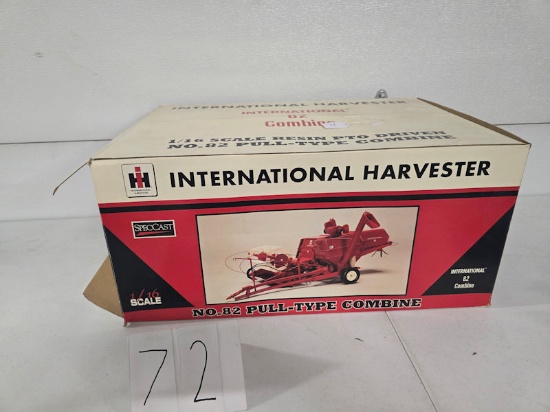 INTERNATIONAL HARVESTER
INTERNATIONAL
82
Combine
1/16 SCALE RESIN PTO DRIVEN
NO. 82 PULL-TYPE COMBINE
IH
INTERNATIONAL HARVESTER
SPECCAST
1/16
SCALE
INTERNATIONAL
82
Combine
NO. 82 PULL-TYPE COMBINE
72